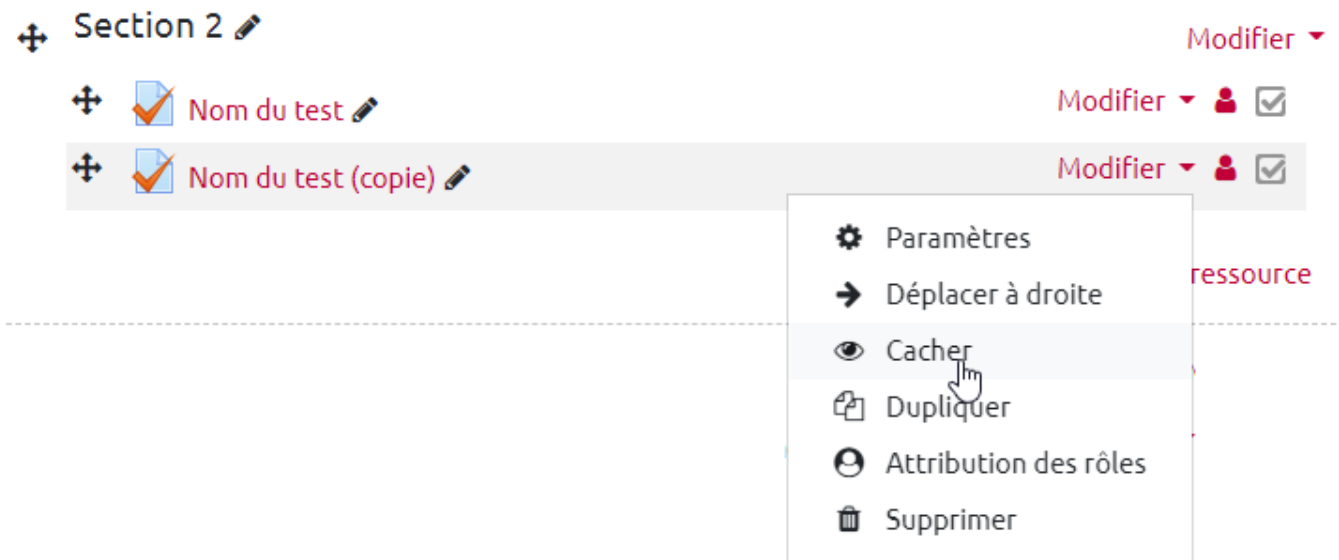 Section 2
Modifier
Nom du test
Modifier
Nom du test (copie)
Modifier
Paramètres
ressource
Déplacer à droite
Cacher
Dupliquer
Attribution des rôles
Supprimer